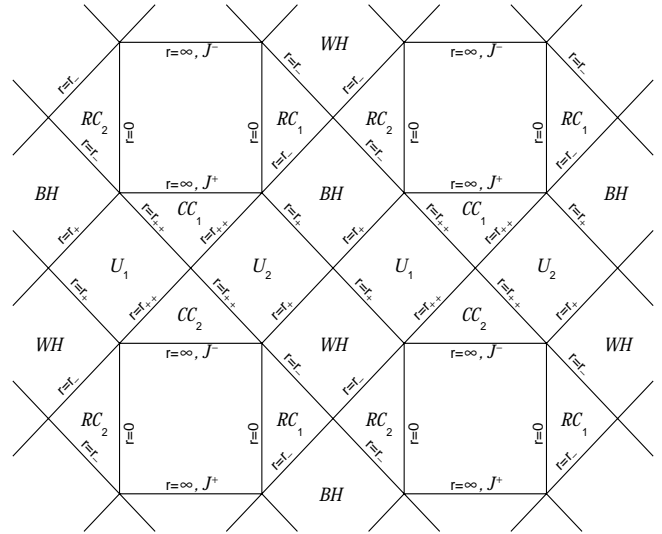 WH
r=∞, J⁻ r=∞, J⁻
r=r₋ r=r₋ r=r₋ r=r₋
RC₂ r=0 r=0 RC₁ RC₂ r=0 r=0 RC₁
r=r₋ r=r₋ r=r₋ r=r₋
BH r=∞, J⁺ BH r=∞, J⁺ BH
CC₁ CC₁
r=r₊ r=r₊₊ r=r₊₊ r=r₊ r=r₊ r=r₊₊ r=r₊₊ r=r₊
U₁ U₂ U₁ U₂
r=r₊ r=r₊₊ r=r₊₊ r=r₊ r=r₊ r=r₊₊ r=r₊₊ r=r₊
CC₂ CC₂
WH r=∞, J⁻ WH r=∞, J⁻ WH
r=r₋ r=r₋ r=r₋ r=r₋
RC₂ r=0 r=0 RC₁ RC₂ r=0 r=0 RC₁
r=r₋ r=r₋ r=r₋ r=r₋
r=∞, J⁺ r=∞, J⁺
BH